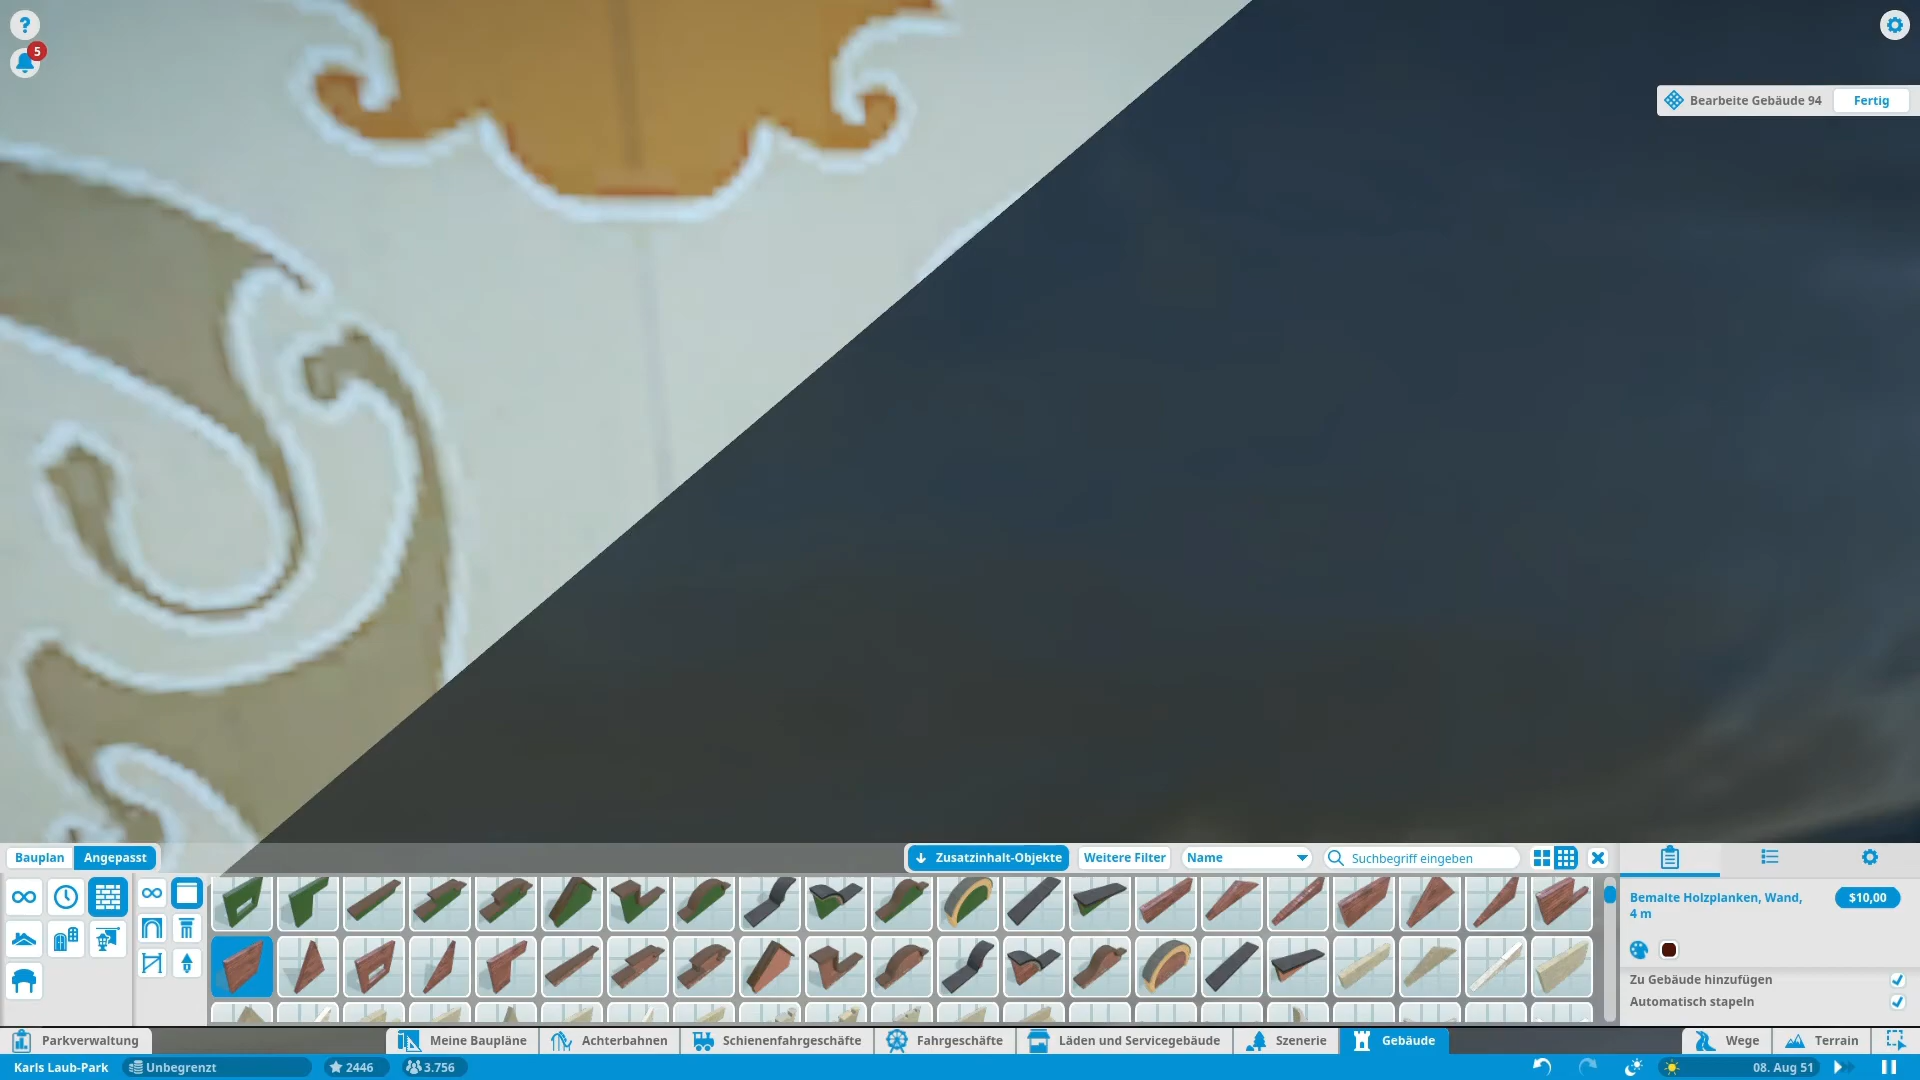 ?
5
Bearbeite Gebäude 94
Fertig
Bauplan
Angepasst
Zusatzinhalt-Objekte
Weitere Filter
Name
Suchbegriff eingeben
Bemalte Holzplanken, Wand,
4 m
$10,00
Zu Gebäude hinzufügen
Automatisch stapeln
Parkverwaltung
Meine Baupläne
Achterbahnen
Schienenfahrgeschäfte
Fahrgeschäfte
Läden und Servicegebäude
Szenerie
Gebäude
Wege
Terrain
Karls Laub-Park
Unbegrenzt
2446
3.756
08. Aug 51